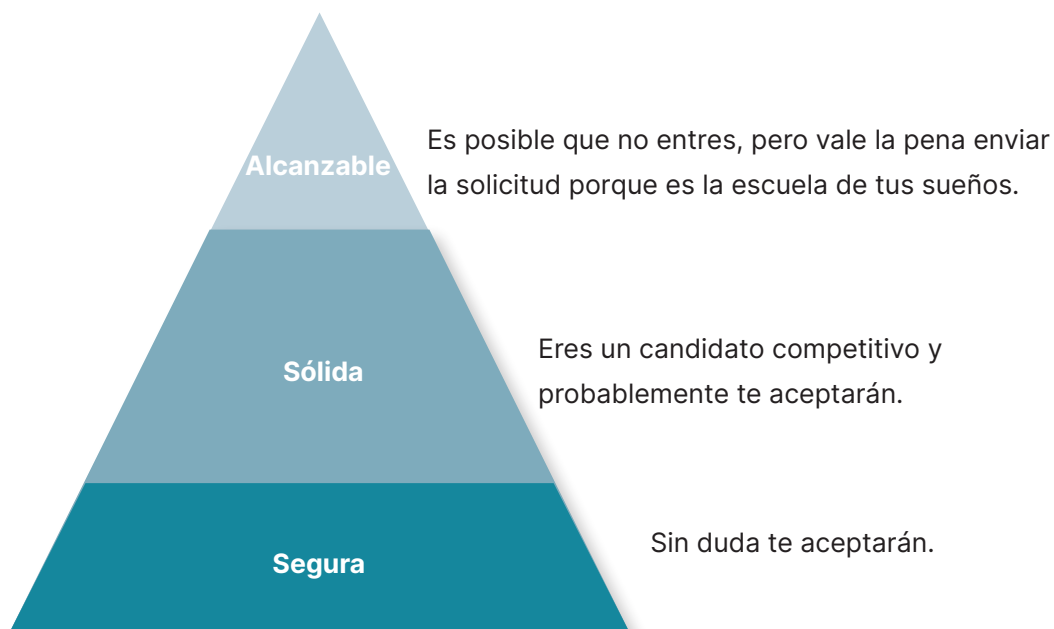 Alcanzable
Es posible que no entres, pero vale la pena enviar
la solicitud porque es la escuela de tus sueños.
Sólida
Eres un candidato competitivo y
probablemente te aceptarán.
Segura
Sin duda te aceptarán.